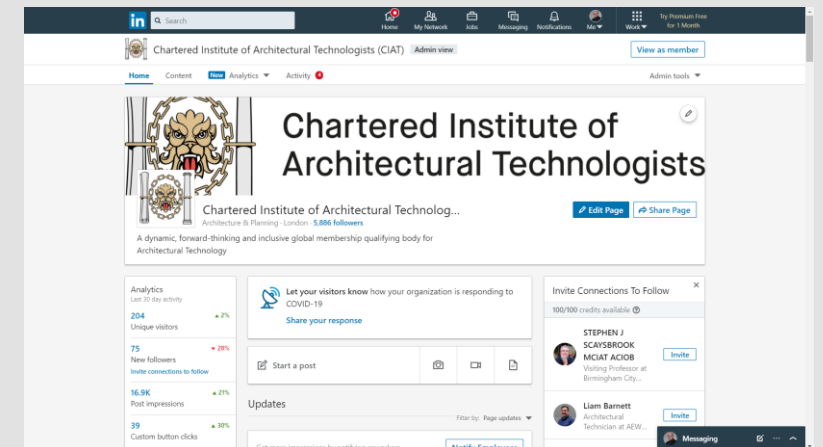 in
Search
Home
My Network
Jobs
Messaging
Notifications
Me
Work
Try Premium Free
for 1 Month
Chartered Institute of Architectural Technologists (CIAT)
Admin view
View as member
Home
Content
New
Analytics
Activity
4
Admin tools
Chartered Institute of
Architectural Technologists
Chartered Institute of Architectural Technolog...
Architecture & Planning · London · 5,886 followers
Edit Page
Share Page
A dynamic, forward-thinking and inclusive global membership qualifying body for
Architectural Technology
Analytics
Last 30 day activity
204
2%
Unique visitors
75
28%
New followers
Invite connections to follow
16.9K
21%
Post impressions
39
30%
Custom button clicks
Let your visitors know how your organization is responding to
COVID-19
Share your response
Start a post
Updates
Filter by: Page updates
Invite Connections To Follow
100/100 credits available
STEPHEN J
SCAYSBROOK
MCIAT ACIOB
Visiting Professor at
Birmingham City...
Invite
Liam Barnett
Architectural
Technician at AEW...
Invite
Messaging